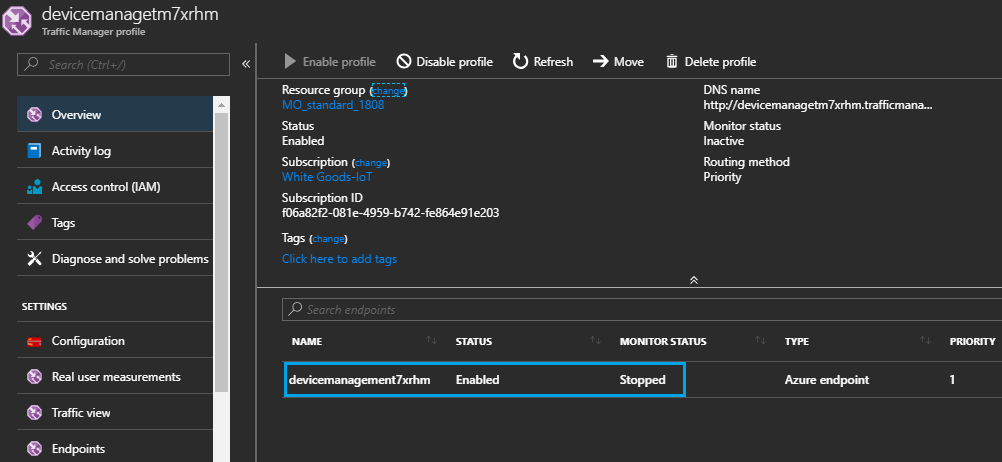 devicemanagetm7xrhm
Traffic Manager profile
Search (Ctrl+/)
«
Overview
Activity log
Access control (IAM)
Tags
Diagnose and solve problems
SETTINGS
Configuration
Real user measurements
Traffic view
Endpoints
Enable profile Disable profile Refresh Move Delete profile
Resource group (change)
MO_standard_1808
Status
Enabled
Subscription (change)
White Goods-IoT
Subscription ID
f06a82f2-081e-4959-b742-fe864e91e203
Tags (change)
Click here to add tags
DNS name
http://devicemanagetm7xrhm.trafficmana...
Monitor status
Inactive
Routing method
Priority
Search endpoints
NAME STATUS MONITOR STATUS TYPE PRIORITY
devicemanagement7xrhm Enabled Stopped Azure endpoint 1